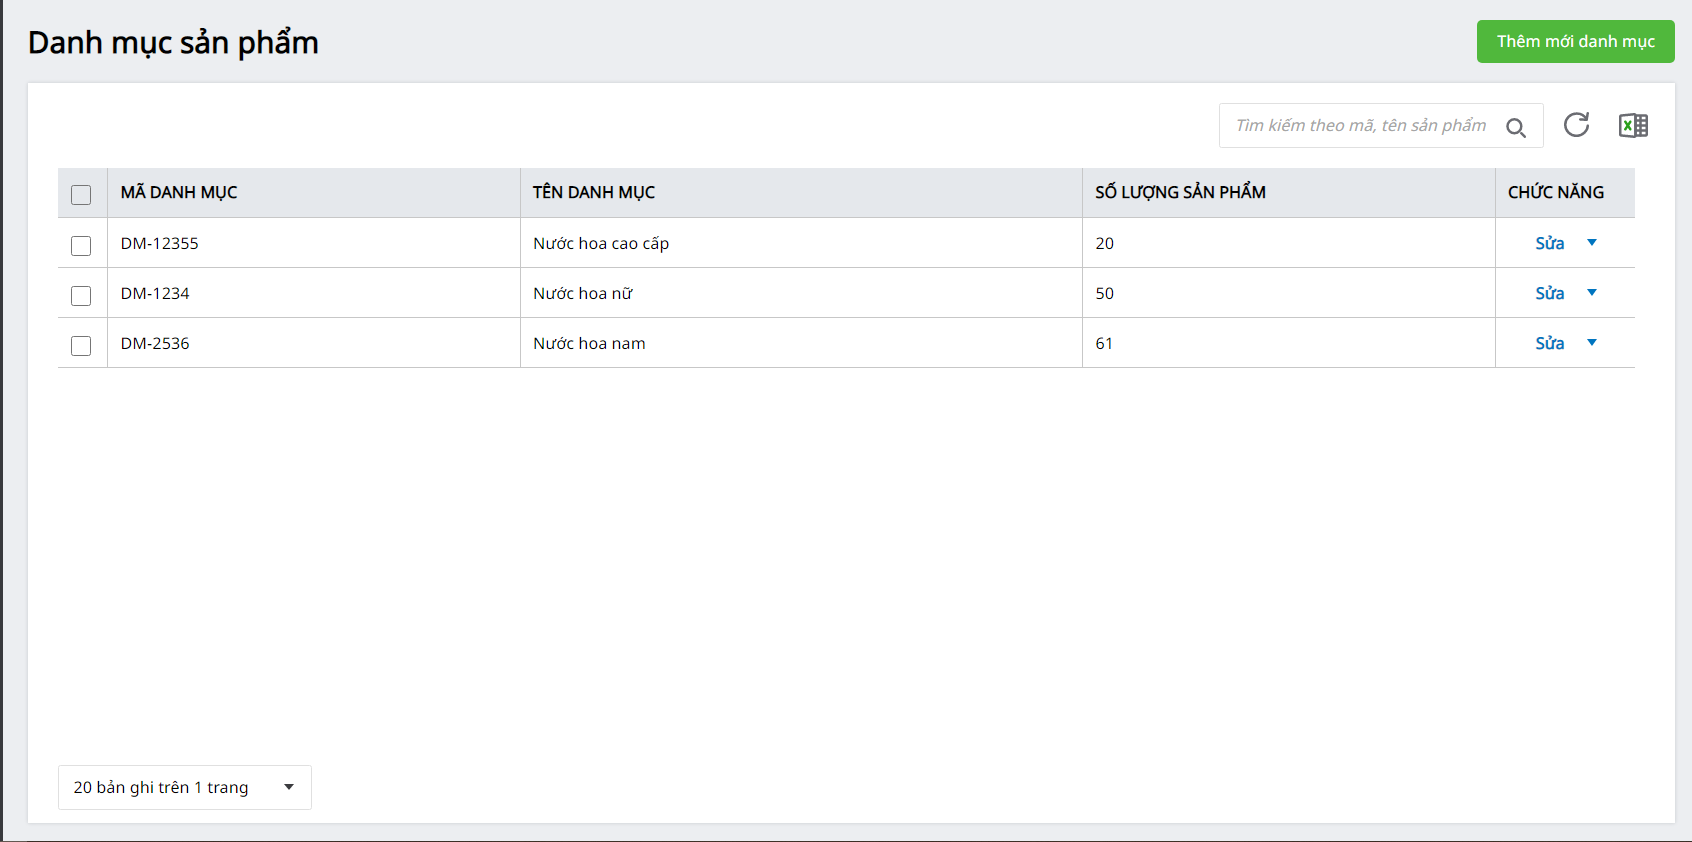 Danh mục sản phẩm
Thêm mới danh mục
Tìm kiếm theo mã, tên sản phẩm
MÃ DANH MỤC TÊN DANH MỤC SỐ LƯỢNG SẢN PHẨM CHỨC NĂNG
DM-12355 Nước hoa cao cấp 20 Sửa
DM-1234 Nước hoa nữ 50 Sửa
DM-2536 Nước hoa nam 61 Sửa
20 bản ghi trên 1 trang